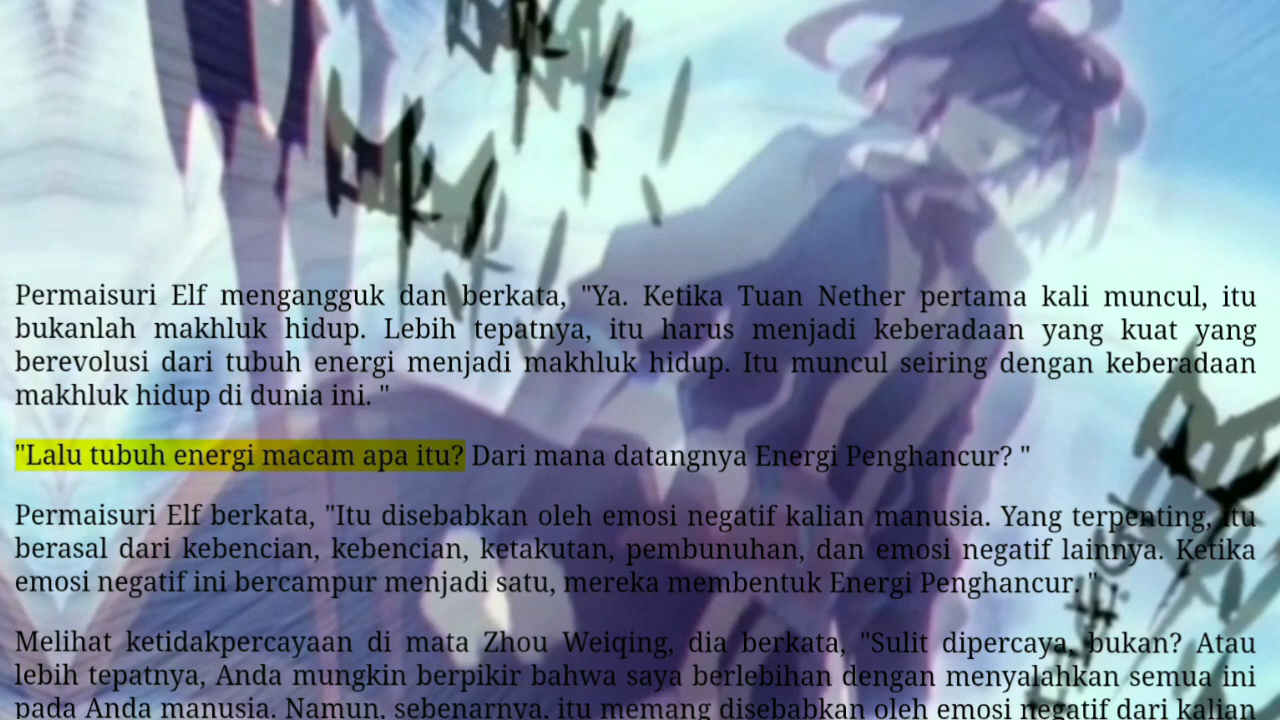 Permaisuri Elf mengangguk dan berkata, "Ya. Ketika Tuan Nether pertama kali muncul, itu
bukanlah makhluk hidup. Lebih tepatnya, itu harus menjadi keberadaan yang kuat yang
berevolusi dari tubuh energi menjadi makhluk hidup. Itu muncul seiring dengan keberadaan
makhluk hidup di dunia ini. "
"Lalu tubuh energi macam apa itu? Dari mana datangnya Energi Penghancur? "
Permaisuri Elf berkata, "Itu disebabkan oleh emosi negatif kalian manusia. Yang terpenting, itu
berasal dari kebencian, kebencian, ketakutan, pembunuhan, dan emosi negatif lainnya. Ketika
emosi negatif ini bercampur menjadi satu, mereka membentuk Energi Penghancur. "
Melihat ketidakpercayaan di mata Zhou Weiqing, dia berkata, "Sulit dipercaya, bukan? Atau
lebih tepatnya, Anda mungkin berpikir bahwa saya berlebihan dengan menyalahkan semua ini
pada Anda manusia. Namun, sebenarnya, itu memang disebabkan oleh emosi negatif dari kalian